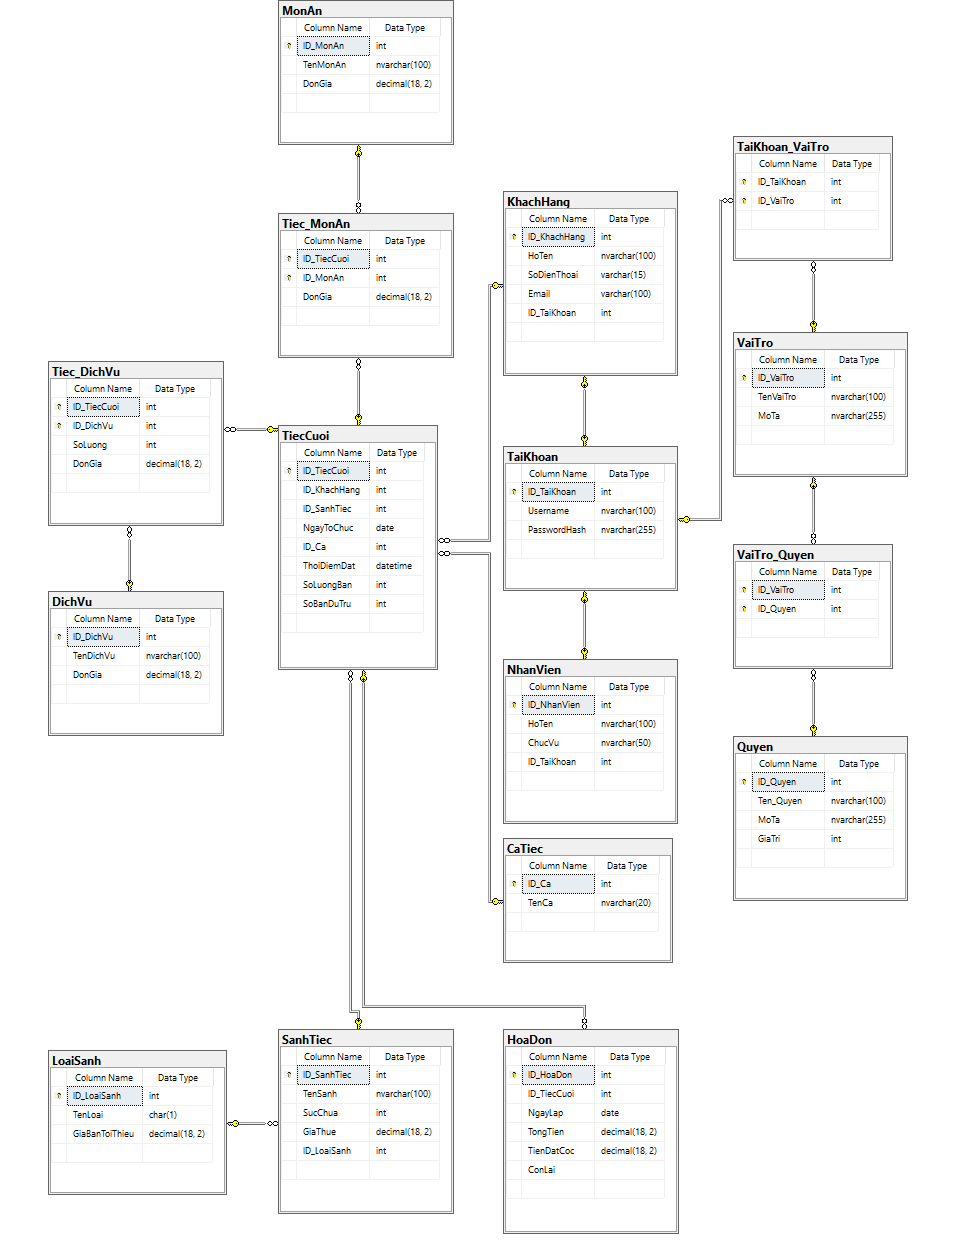 MonAn
Column Name Data Type
ID_MonAn int
TenMonAn nvarchar(100)
DonGia decimal(18, 2)
Tiec_MonAn
Column Name Data Type
ID_TiecCuoi int
ID_MonAn int
DonGia decimal(18, 2)
Tiec_DichVu
Column Name Data Type
ID_TiecCuoi int
ID_DichVu int
SoLuong int
DonGia decimal(18, 2)
DichVu
Column Name Data Type
ID_DichVu int
TenDichVu nvarchar(100)
DonGia decimal(18, 2)
TiecCuoi
Column Name Data Type
ID_TiecCuoi int
ID_KhachHang int
ID_SanhTiec int
NgayToChuc date
ID_Ca int
ThoiDiemDat datetime
SoLuongBan int
SoBanDuTru int
KhachHang
Column Name Data Type
ID_KhachHang int
HoTen nvarchar(100)
SoDienThoai varchar(15)
Email varchar(100)
ID_TaiKhoan int
TaiKhoan
Column Name Data Type
ID_TaiKhoan int
Username nvarchar(100)
PasswordHash nvarchar(255)
NhanVien
Column Name Data Type
ID_NhanVien int
HoTen nvarchar(100)
ChucVu nvarchar(50)
ID_TaiKhoan int
CaTiec
Column Name Data Type
ID_Ca int
TenCa nvarchar(20)
TaiKhoan_VaiTro
Column Name Data Type
ID_TaiKhoan int
ID_VaiTro int
VaiTro
Column Name Data Type
ID_VaiTro int
TenVaiTro nvarchar(100)
MoTa nvarchar(255)
VaiTro_Quyen
Column Name Data Type
ID_VaiTro int
ID_Quyen int
Quyen
Column Name Data Type
ID_Quyen int
Ten_Quyen nvarchar(100)
MoTa nvarchar(255)
GiaTri int
LoaiSanh
Column Name Data Type
ID_LoaiSanh int
TenLoai char(1)
GiaBanToiThieu decimal(18, 2)
SanhTiec
Column Name Data Type
ID_SanhTiec int
TenSanh nvarchar(100)
SucChua int
GiaThue decimal(18, 2)
ID_LoaiSanh int
HoaDon
Column Name Data Type
ID_HoaDon int
ID_TiecCuoi int
NgayLap date
TongTien decimal(18, 2)
TienDatCoc decimal(18, 2)
ConLai